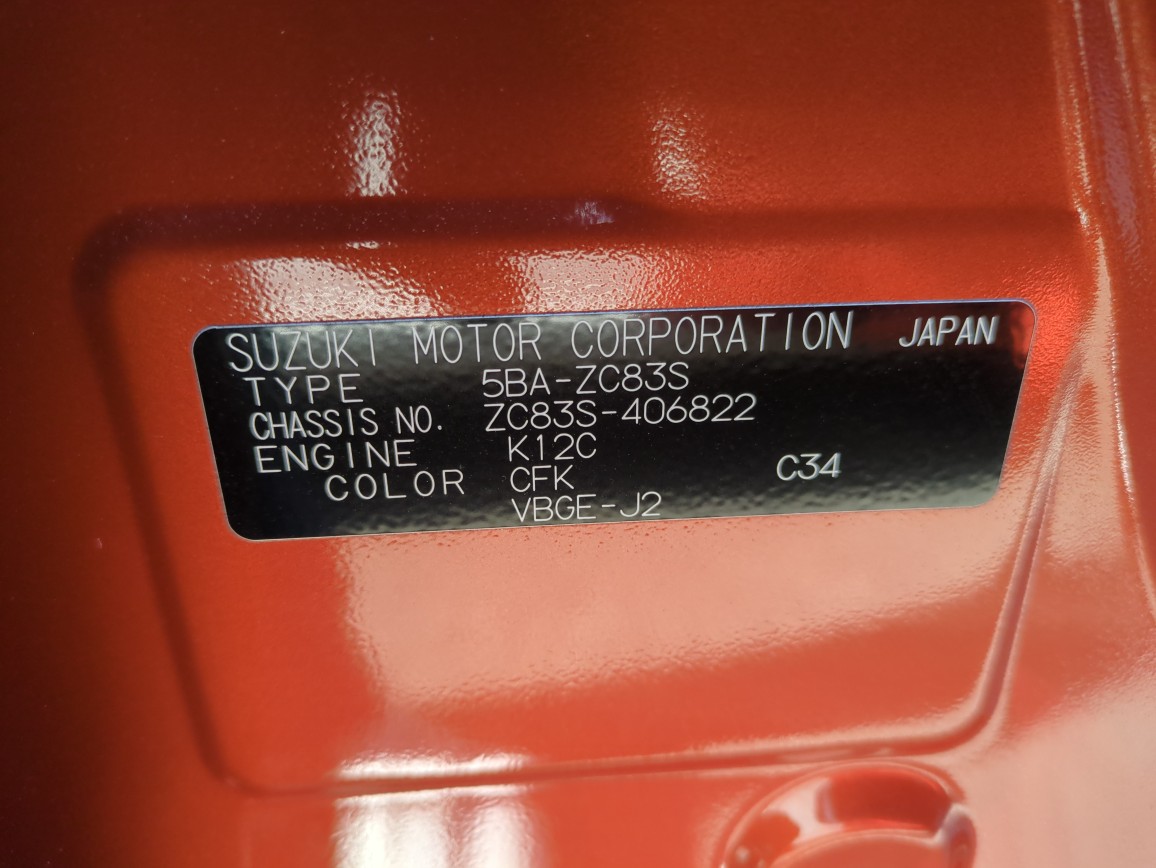 SUZUKI MOTOR CORPORATION JAPAN
TYPE 5BA-ZC83S
CHASSIS NO. ZC83S-406822
ENGINE K12C
COLOR CFK C34
VBGE-J2